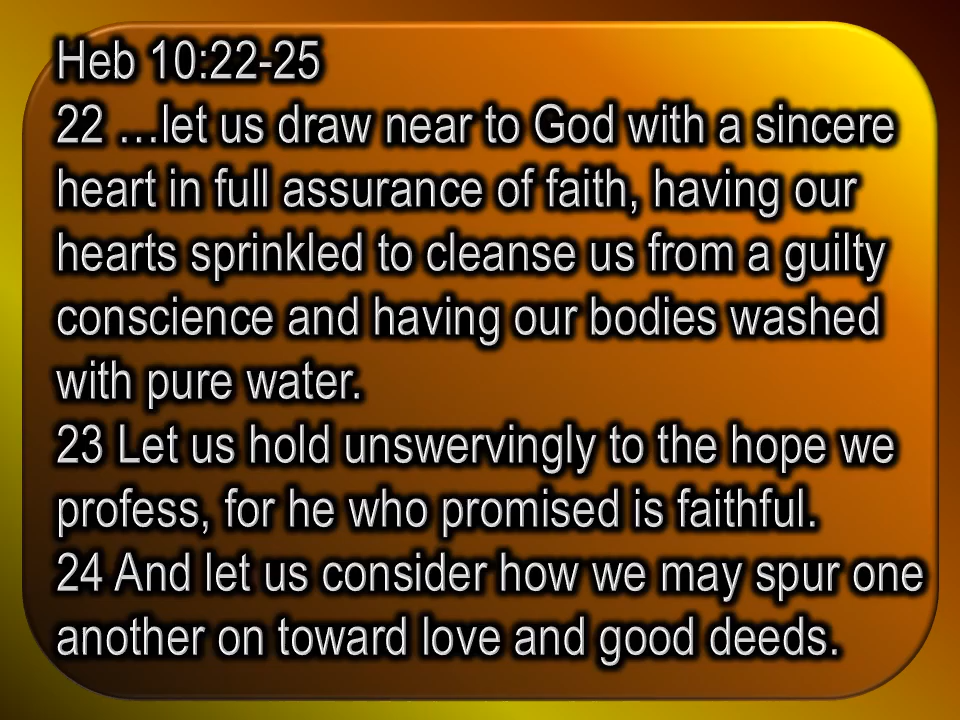 Heb 10:22-25
22 …let us draw near to God with a sincere
heart in full assurance of faith, having our
hearts sprinkled to cleanse us from a guilty
conscience and having our bodies washed
with pure water.
23 Let us hold unswervingly to the hope we
profess, for he who promised is faithful.
24 And let us consider how we may spur one
another on toward love and good deeds.